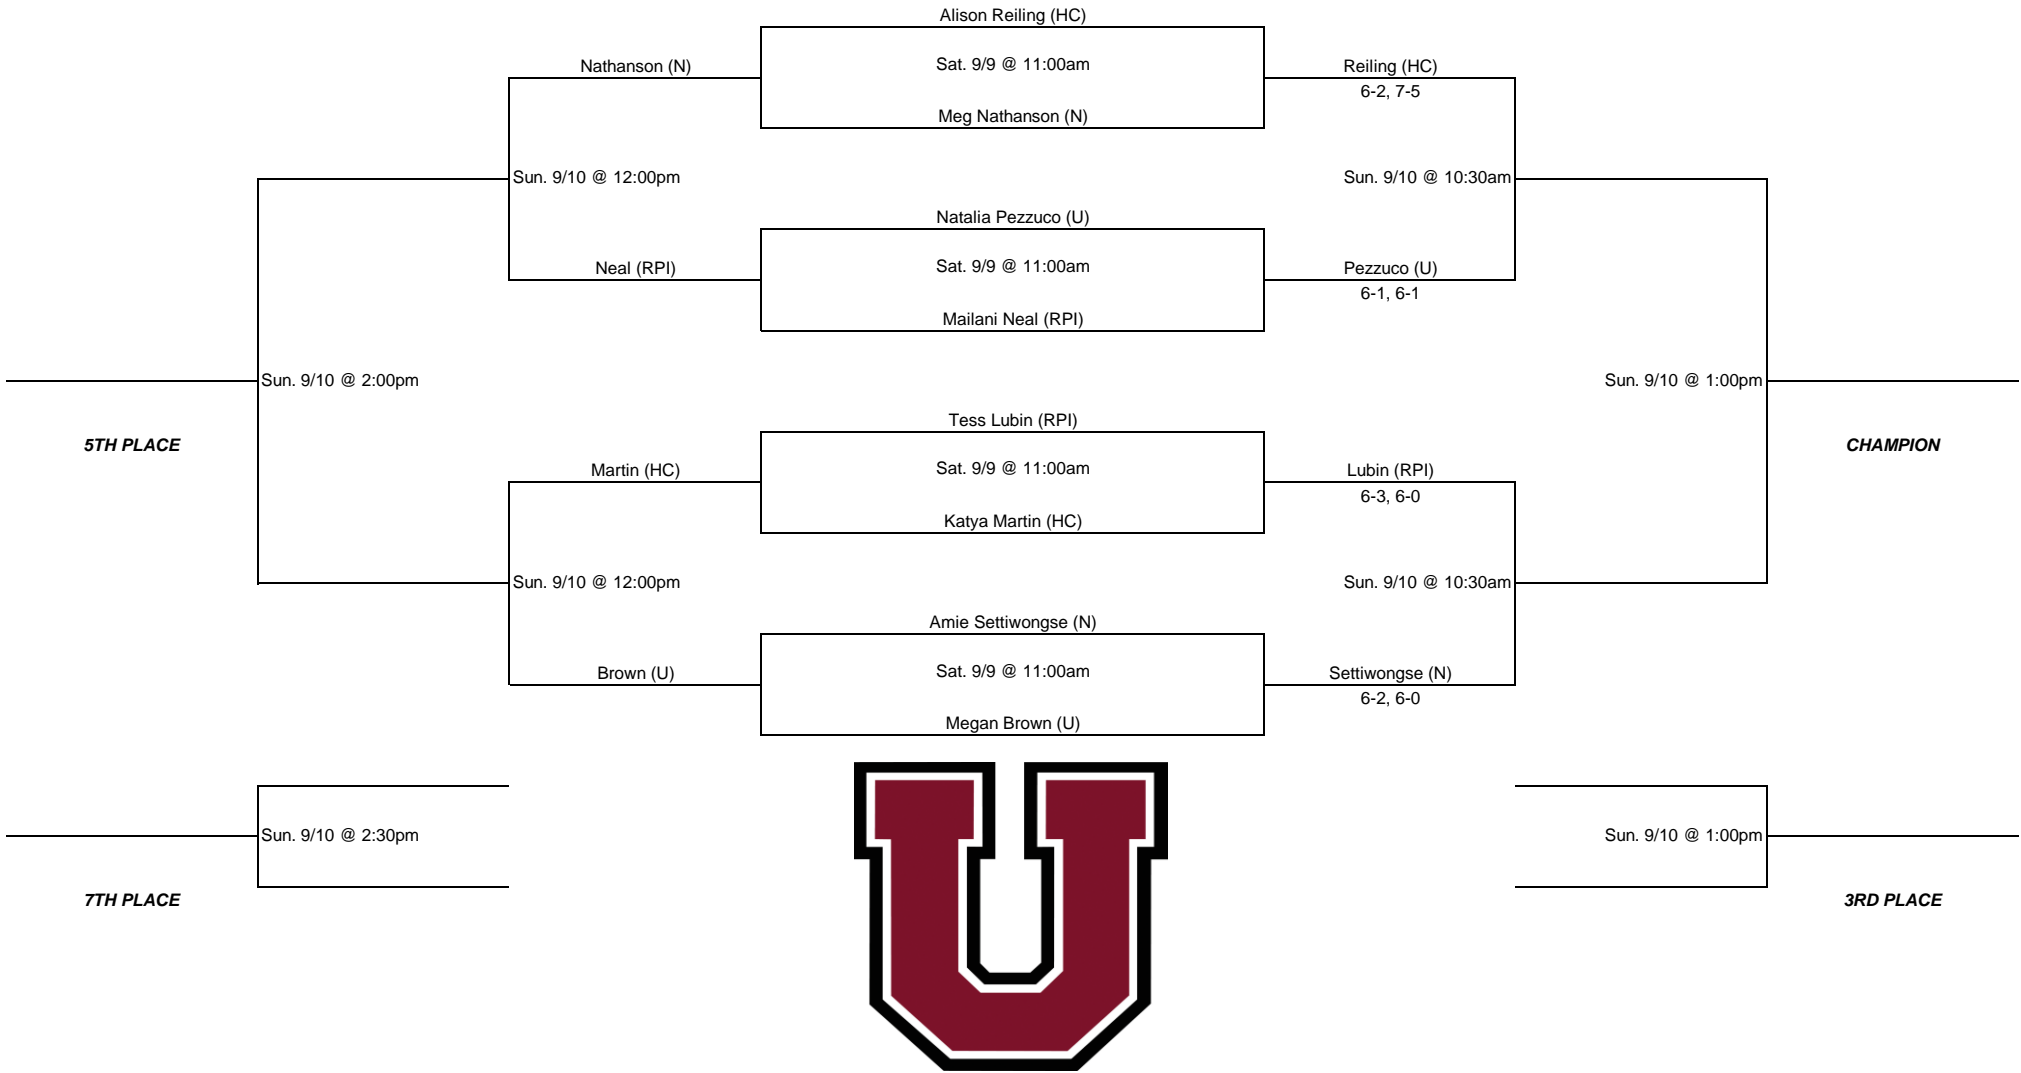 Alison Reiling (HC)
Sat. 9/9 @ 11:00am
Nathanson (N)
Reiling (HC)
6-2, 7-5
Meg Nathanson (N)
Sun. 9/10 @ 12:00pm
Sun. 9/10 @ 10:30am
Natalia Pezzuco (U)
Neal (RPI)
Sat. 9/9 @ 11:00am
Pezzuco (U)
6-1, 6-1
Mailani Neal (RPI)
Sun. 9/10 @ 2:00pm
Sun. 9/10 @ 1:00pm
Tess Lubin (RPI)
5TH PLACE
CHAMPION
Martin (HC)
Sat. 9/9 @ 11:00am
Lubin (RPI)
6-3, 6-0
Katya Martin (HC)
Sun. 9/10 @ 12:00pm
Sun. 9/10 @ 10:30am
Amie Settiwongse (N)
Brown (U)
Sat. 9/9 @ 11:00am
Settiwongse (N)
6-2, 6-0
Megan Brown (U)
Sun. 9/10 @ 2:30pm
Sun. 9/10 @ 1:00pm
7TH PLACE
3RD PLACE
U